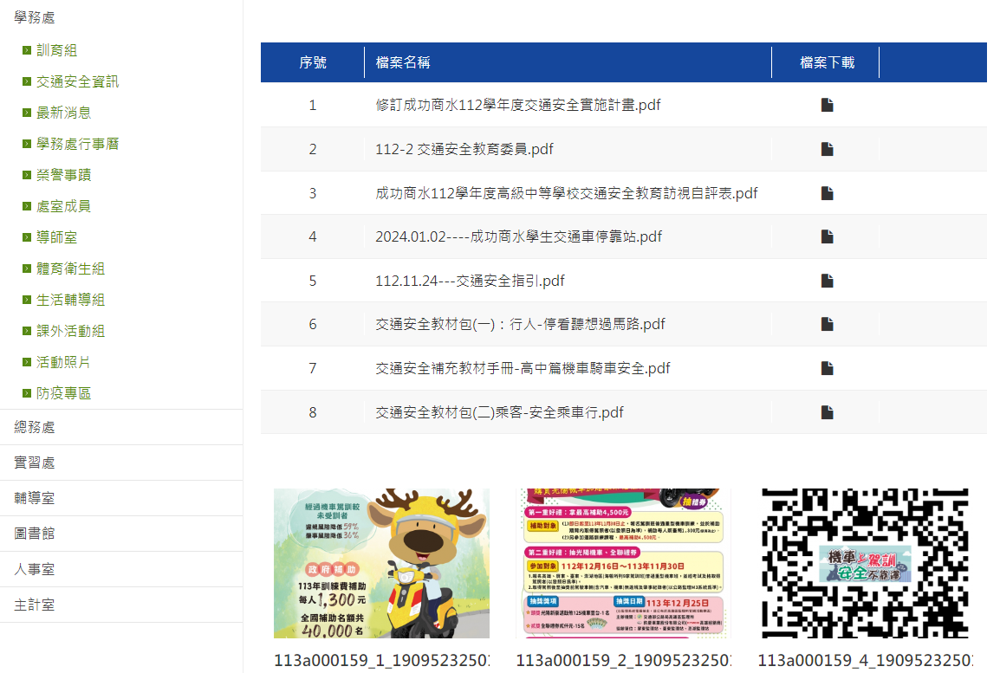 學務處
訓育組
交通安全資訊
最新消息
學務處行事曆
榮譽事蹟
處室成員
導師室
體育衛生組
生活輔導組
課外活動組
活動照片
防疫專區
總務處
實習處
輔導室
圖書館
人事室
主計室
序號 檔案名稱 檔案下載
1 修訂成功商水112學年度交通安全實施計畫.pdf
2 112-2 交通安全教育委員.pdf
3 成功商水112學年度高級中等學校交通安全教育訪視自評表.pdf
4 2024.01.02----成功商水學生交通車停靠站.pdf
5 112.11.24---交通安全指引.pdf
6 交通安全教材包(一)：行人-停看聽想過馬路.pdf
7 交通安全補充教材手冊-高中篇機車騎車安全.pdf
8 交通安全教材包(二)乘客-安全乘車行.pdf
經過機車駕訓較
未受訓者
違規風險降低59%
肇事風險降低36%
政府補助
113年訓練費補助
每人1,300元
全國補助名額共
40,000名
抽禮券
第一重好禮：享最高補助4,500元
補助對象
第二重好禮：抽光陽機車、全聯禮券
參加對象 112年12月16日～113年11月30日
抽獎獎項 抽獎日期 113年12月25日
機車上駕訓
安全不靠運
113a000159_1_1909523250
113a000159_2_1909523250
113a000159_4_1909523250